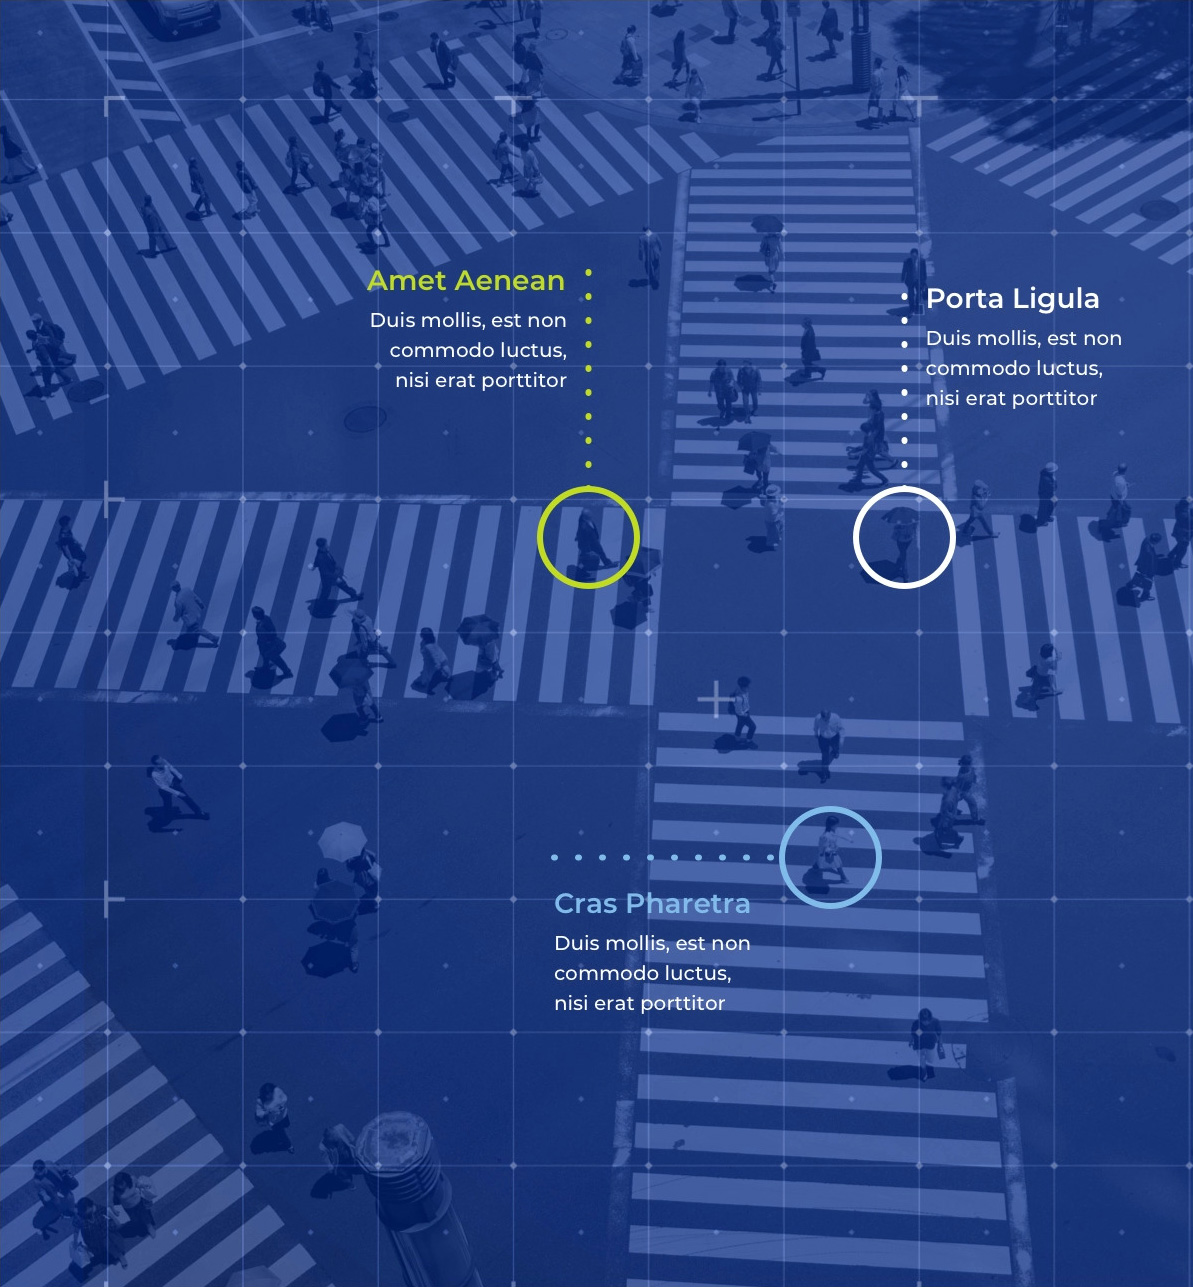 Amet Aenean
Duis mollis, est non
commodo luctus,
nisi erat porttitor
Porta Ligula
Duis mollis, est non
commodo luctus,
nisi erat porttitor
Cras Pharetra
Duis mollis, est non
commodo luctus,
nisi erat porttitor